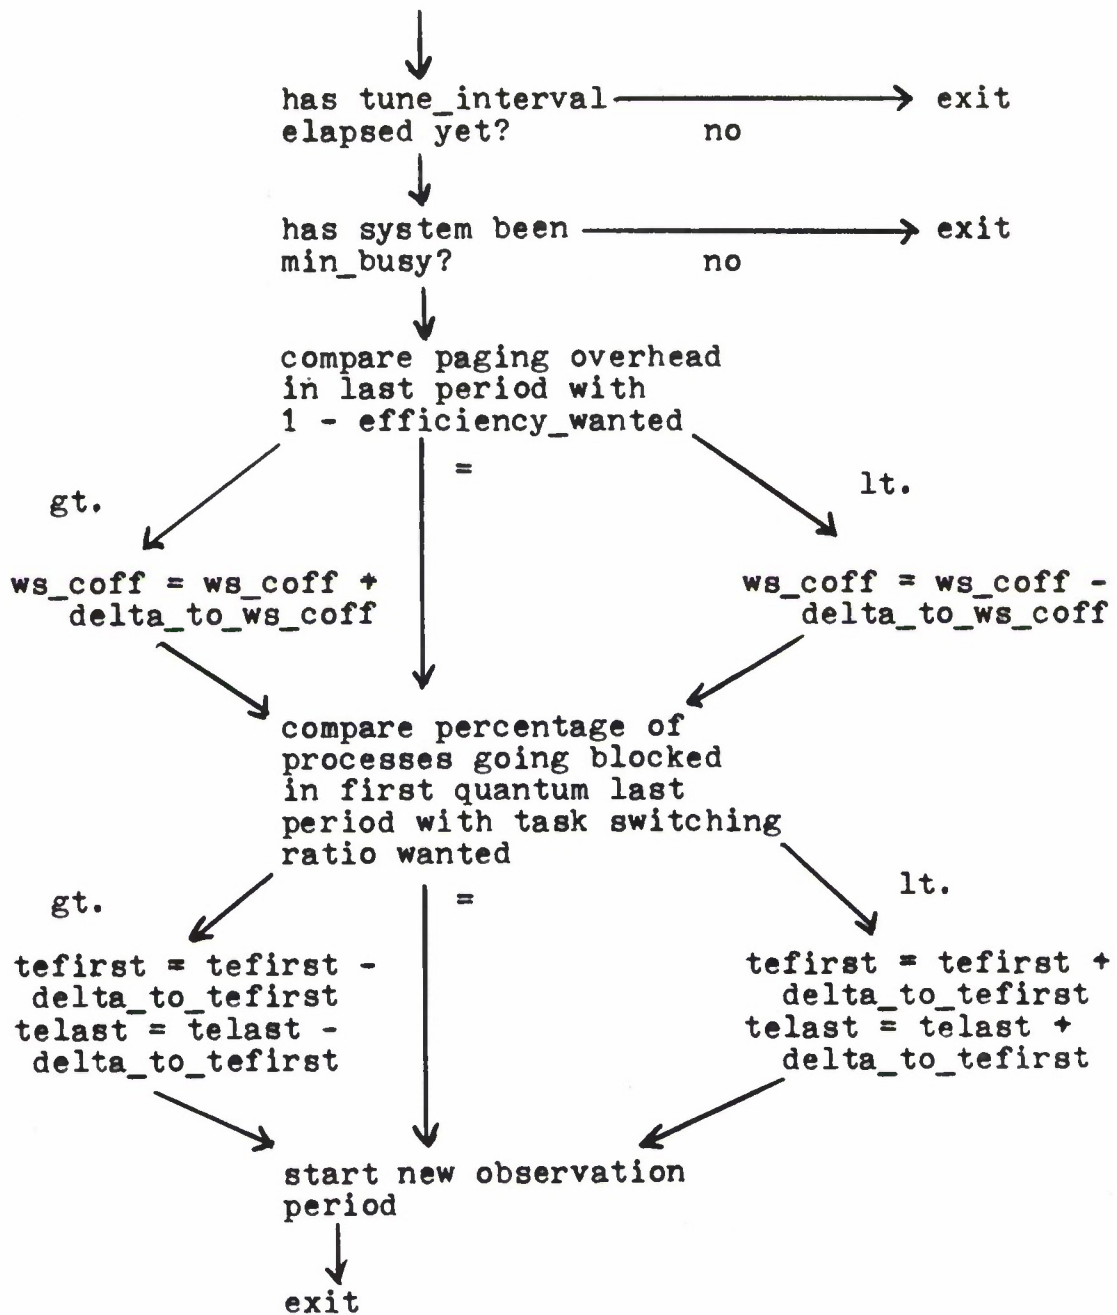 has tune_interval
elapsed yet?
no
exit
has system been
min_busy?
no
exit
compare paging overhead
in last period with
1 - efficiency_wanted
gt.
=
lt.
ws_coff = ws_coff +
delta_to_ws_coff
ws_coff = ws_coff -
delta_to_ws_coff
compare percentage of
processes going blocked
in first quantum last
period with task switching
ratio wanted
gt.
=
lt.
tefirst = tefirst -
delta_to_tefirst
telast = telast -
delta_to_tefirst
tefirst = tefirst +
delta_to_tefirst
telast = telast +
delta_to_tefirst
start new observation
period
exit